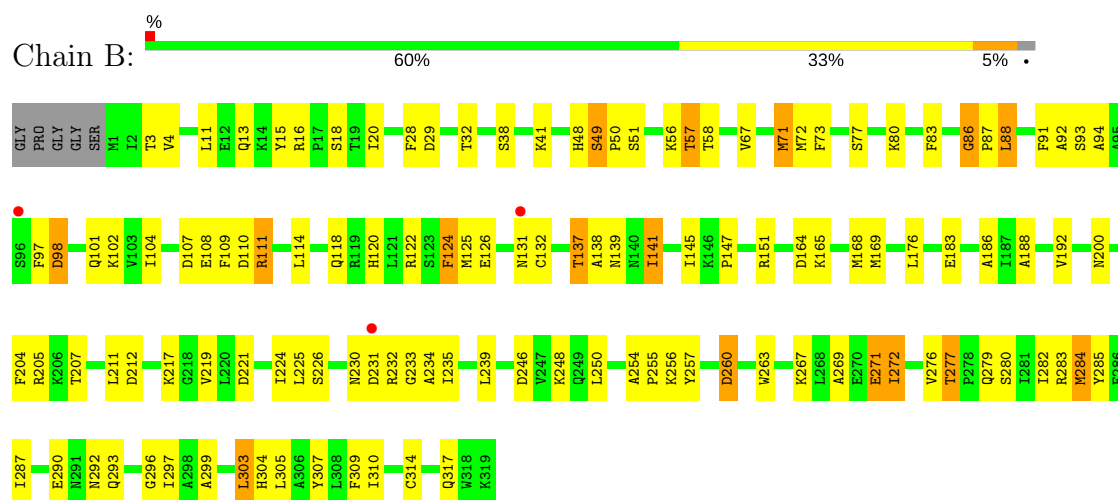 %
Chain B:
60% 33% 5% •
GLY PRO GLY GLY SER M1 I2 T3 V4 L11 E12 Q13 K14 Y15 R16 P17 S18 T19 I20 F28 D29 T32 S38 K41 H48 S49 P50 S51 K56 T57 T58 V67 M71 M72 F73 S77 K80 F83 G86 P87 L88 F91 A92 S93 A94 A95
S96 F97 D98 Q101 K102 V103 I104 D107 E108 F109 D110 R111 L114 Q118 R119 H120 L121 R122 S123 F124 M125 E126 N131 C132 T137 A138 N139 N140 I141 I145 K146 P147 R151 D164 K165 M168 M169 L176 E183 A186 I187 A188 V192 N200
F204 R205 K206 T207 L211 D212 K217 G218 V219 L220 D221 I224 L225 S226 N230 D231 R232 G233 A234 I235 L239 D246 V247 K248 Q249 L250 A254 P255 K256 Y257 D260 W263 K267 L268 A269 E270 E271 I272 V276 T277 P278 Q279 S280 I281 I282 R283 M284 Y285 F286
I287 E290 N291 N292 Q293 G296 I297 A298 A299 L303 H304 L305 A306 Y307 L308 F309 I310 C314 Q317 W318 K319